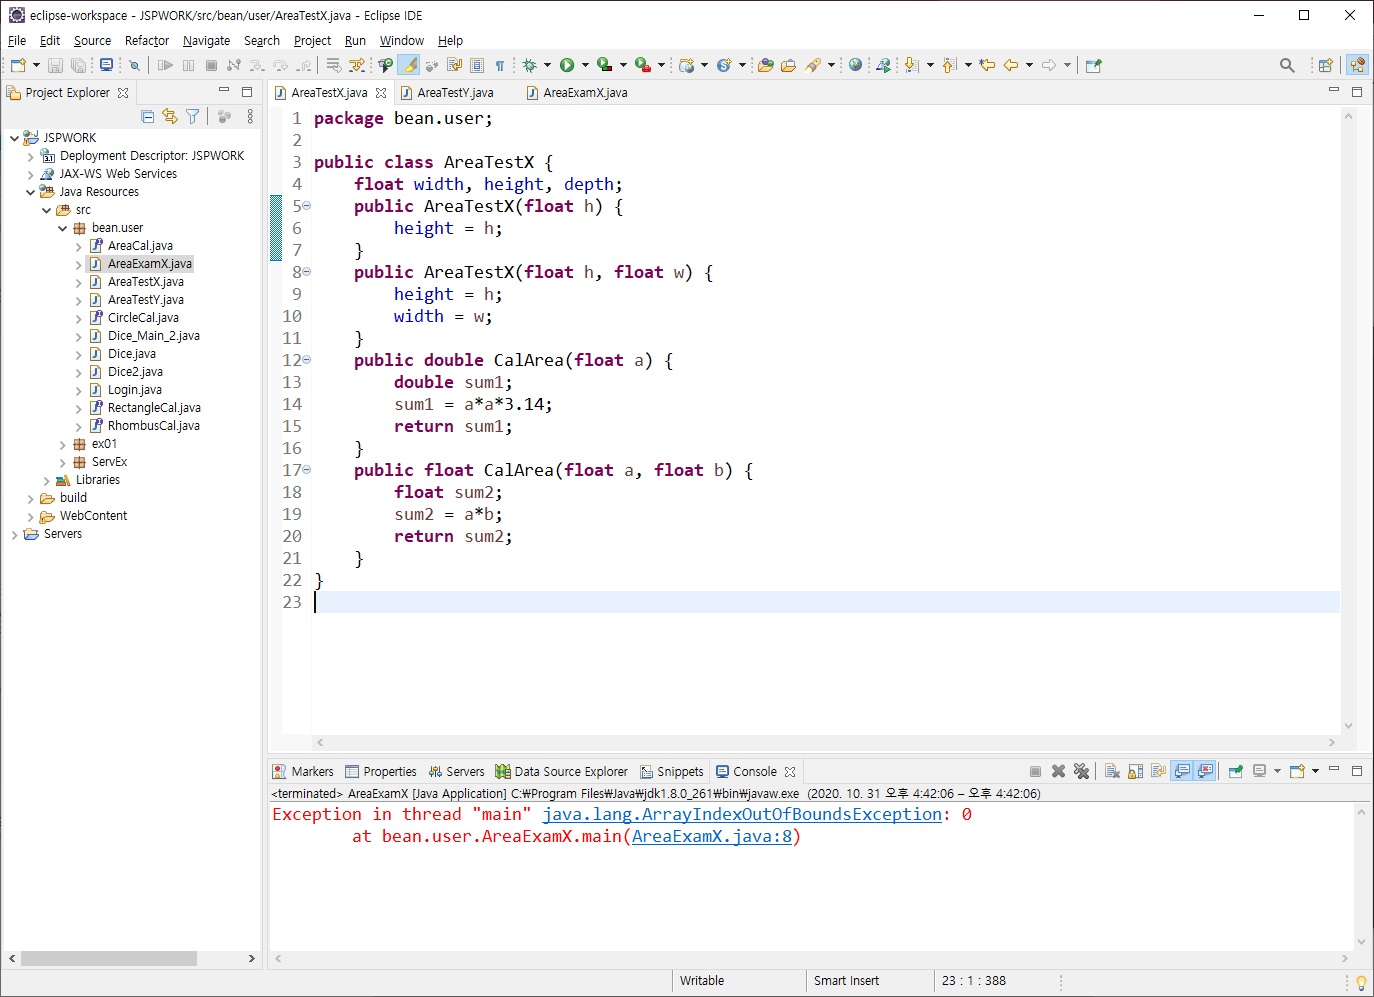 eclipse-workspace - JSPWORK/src/bean/user/AreaTestX.java - Eclipse IDE
File Edit Source Refactor Navigate Search Project Run Window Help
Project Explorer
JSPWORK
Deployment Descriptor: JSPWORK
JAX-WS Web Services
Java Resources
src
bean.user
AreaCal.java
AreaExamX.java
AreaTestX.java
AreaTestY.java
CircleCal.java
Dice_Main_2.java
Dice.java
Dice2.java
Login.java
RectangleCal.java
RhombusCal.java
ex01
ServEx
Libraries
build
WebContent
Servers
AreaTestX.java AreaTestY.java AreaExamX.java
1 package bean.user;
2
3 public class AreaTestX {
4 float width, height, depth;
5 public AreaTestX(float h) {
6 height = h;
7 }
8 public AreaTestX(float h, float w) {
9 height = h;
10 width = w;
11 }
12 public double CalArea(float a) {
13 double sum1;
14 sum1 = a*a*3.14;
15 return sum1;
16 }
17 public float CalArea(float a, float b) {
18 float sum2;
19 sum2 = a*b;
20 return sum2;
21 }
22 }
23
Markers Properties Servers Data Source Explorer Snippets Console
<terminated> AreaExamX [Java Application] C:₩Program Files₩Java₩jdk1.8.0_261₩bin₩javaw.exe (2020. 10. 31 오후 4:42:06 – 오후 4:42:06)
Exception in thread "main" java.lang.ArrayIndexOutOfBoundsException: 0
at bean.user.AreaExamX.main(AreaExamX.java:8)
Writable Smart Insert 23 : 1 : 388